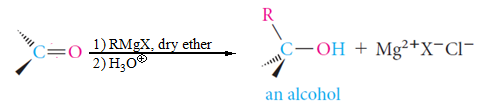 R
C=O 1) RMgX, dry ether C—OH + Mg²⁺X⁻Cl⁻
2) H₃O⊕
an alcohol